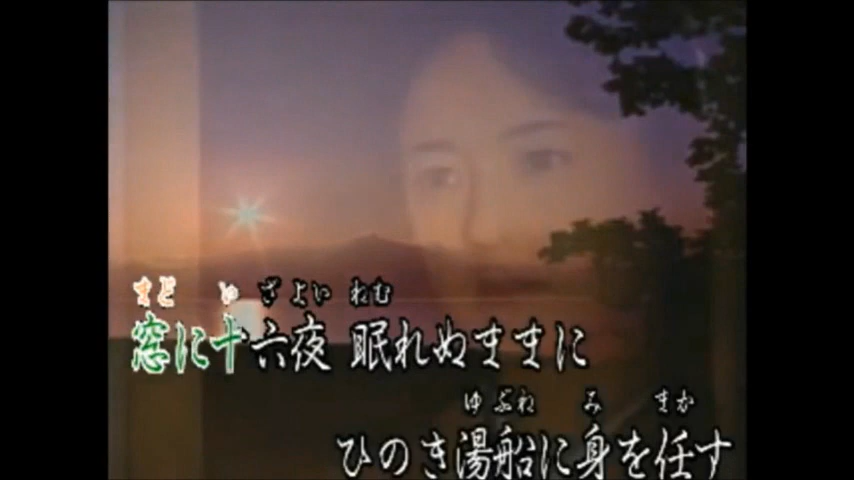 まど い ざよい ねむ
窓に十六夜 眠れぬままに
ゆぶね み まか
ひのき湯船に身を任す